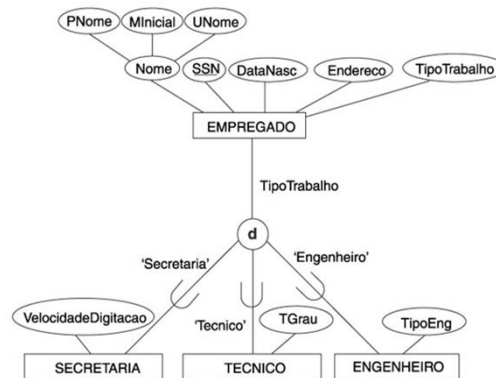 PNome MInicial UNome
Nome SSN DataNasc Endereco TipoTrabalho
EMPREGADO
TipoTrabalho
d
'Secretaria' 'Engenheiro'
'Tecnico'
VelocidadeDigitacao TGrau TipoEng
SECRETARIA TECNICO ENGENHEIRO